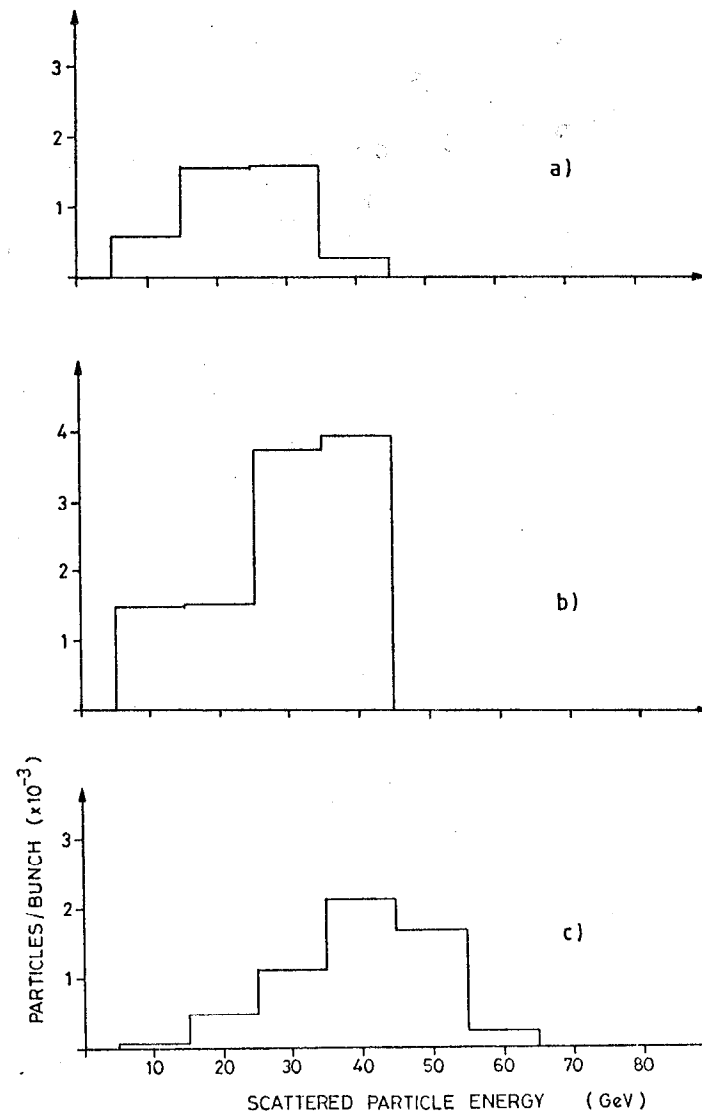 3
2
1
a)
4
3
2
1
b)
PARTICLES/BUNCH (x10⁻³)
3
2
1
c)
10 20 30 40 50 60 70 80
SCATTERED PARTICLE ENERGY (GeV)